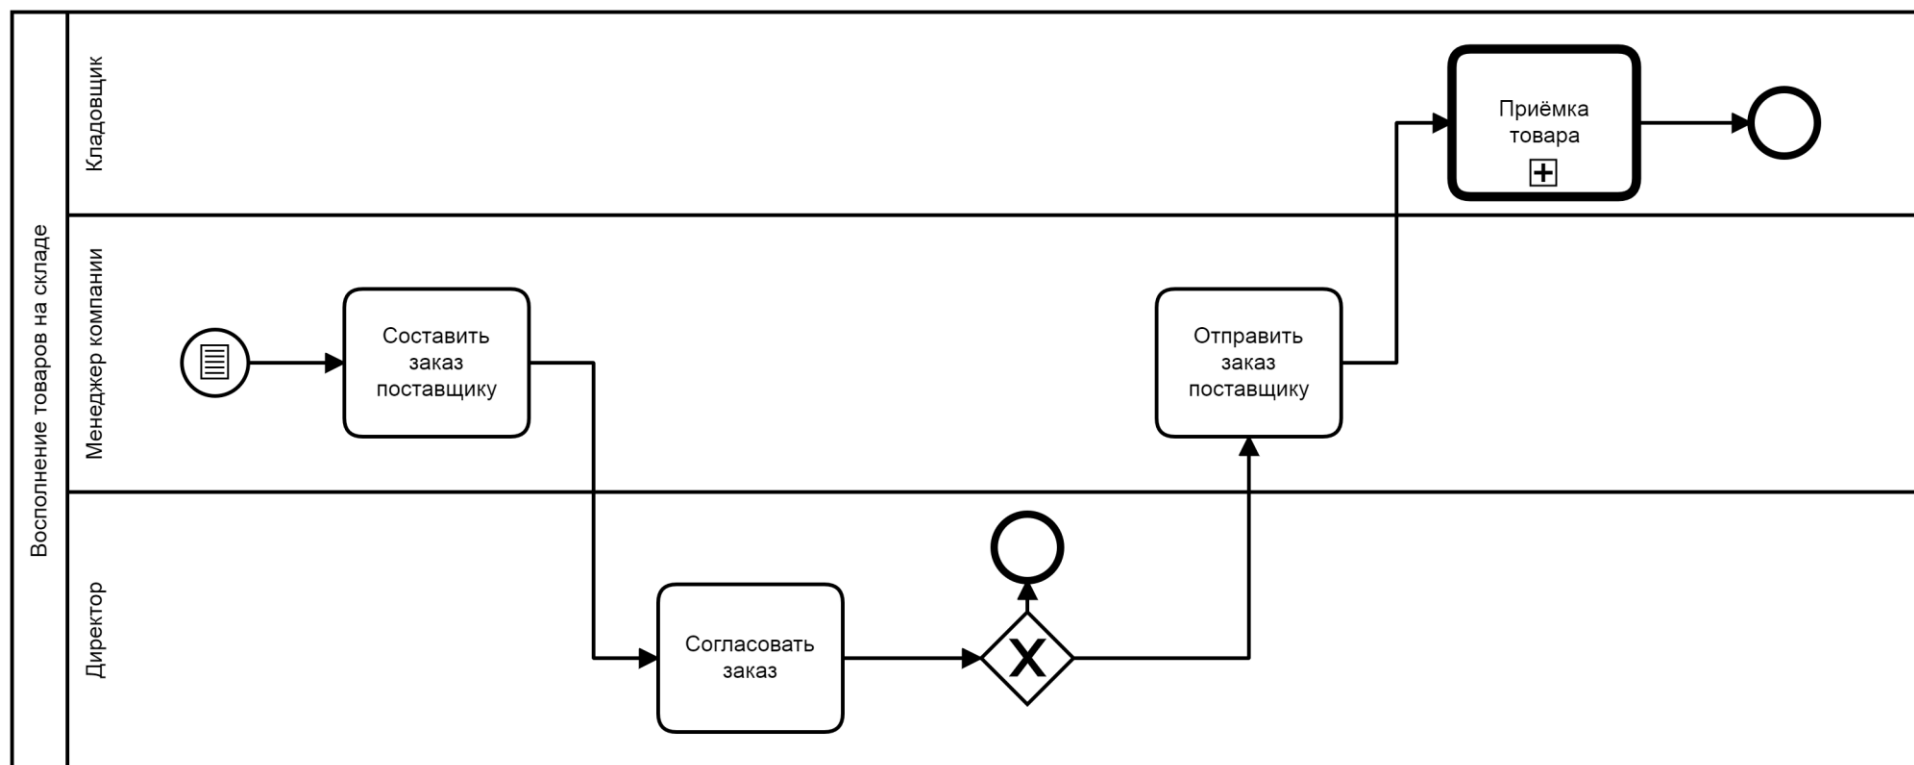 Восполнение товаров на складе
Кладовщик
Приёмка
товара
Менеджер компании
Составить
заказ
поставщику
Отправить
заказ
поставщику
Директор
Согласовать
заказ